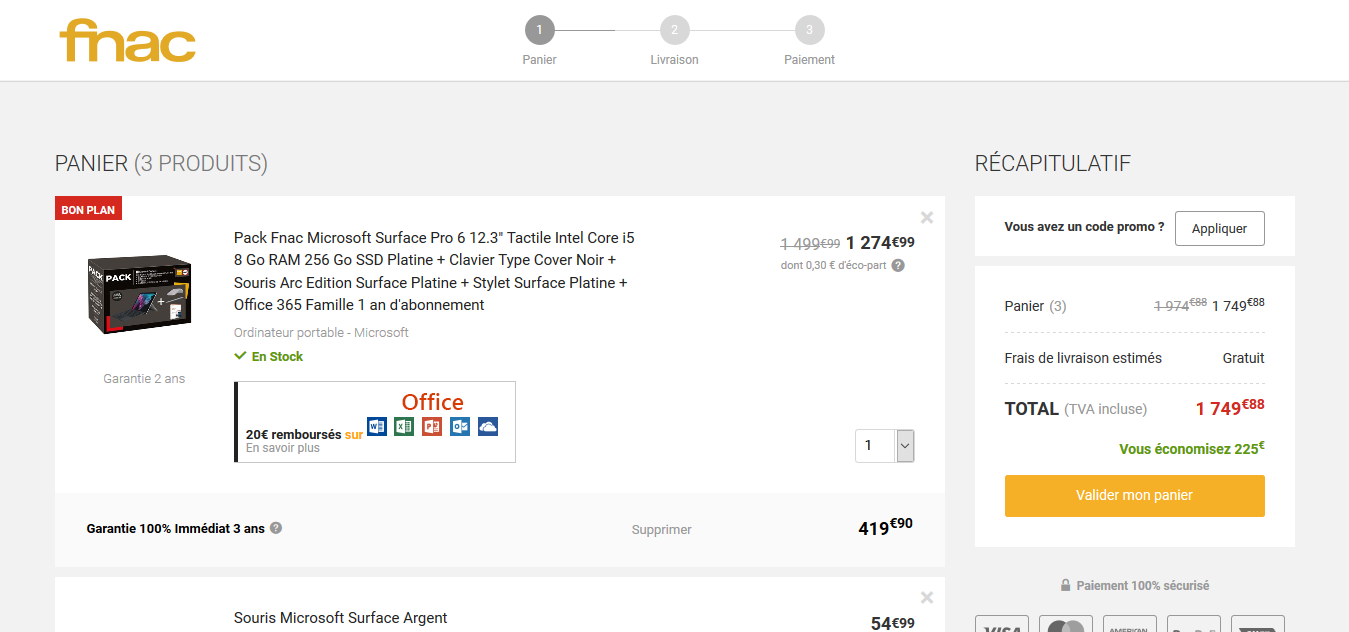 fnac
1
2
3
Panier
Livraison
Paiement
PANIER (3 PRODUITS)
BON PLAN
PACK
Pack Fnac Microsoft Surface Pro 6 12.3" Tactile Intel Core i5
8 Go RAM 256 Go SSD Platine + Clavier Type Cover Noir +
Souris Arc Edition Surface Platine + Stylet Surface Platine +
Office 365 Famille 1 an d'abonnement
Ordinateur portable - Microsoft
En Stock
Garantie 2 ans
1 499€99 1 274€99
dont 0,30 € d'éco-part ?
Office
20€ remboursés sur
En savoir plus
1
Garantie 100% Immédiat 3 ans ?
Supprimer
419€90
Souris Microsoft Surface Argent
54€99
RÉCAPITULATIF
Vous avez un code promo ?
Appliquer
Panier (3)
1 974€88 1 749€88
Frais de livraison estimés
Gratuit
TOTAL (TVA incluse)
1 749€88
Vous économisez 225€
Valider mon panier
Paiement 100% sécurisé
VISA
AMERICAN